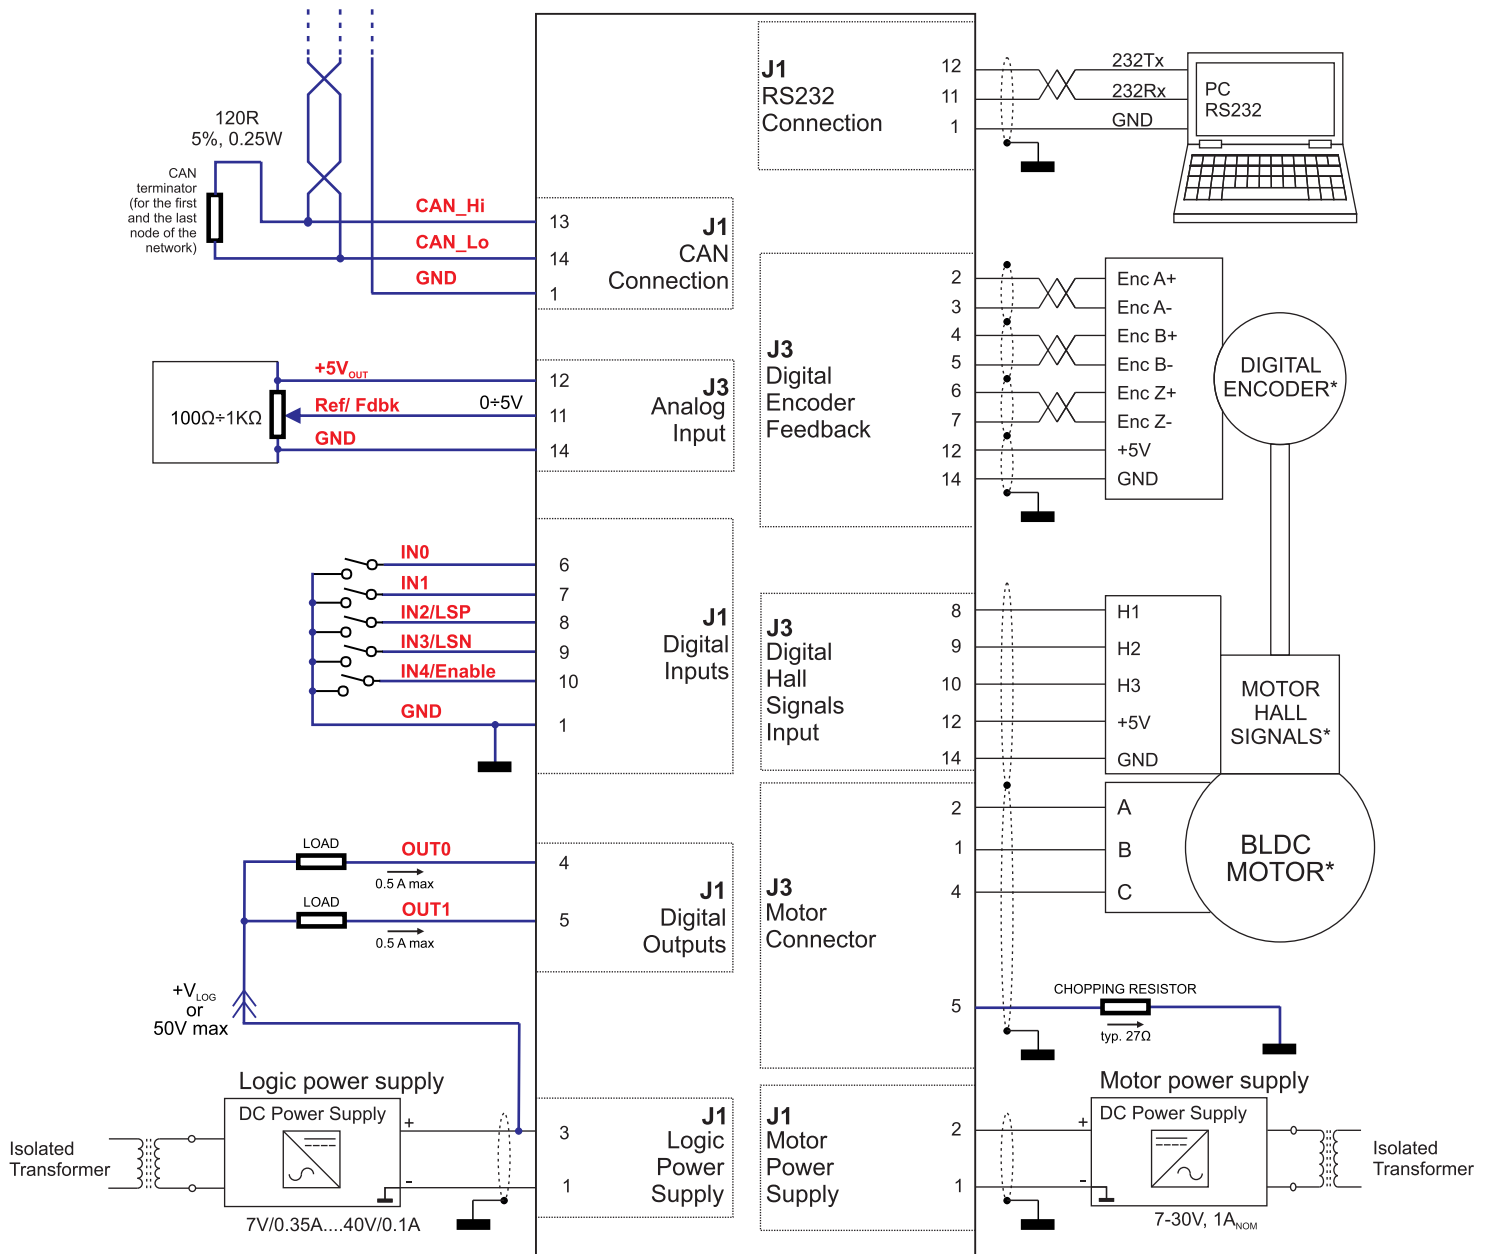 120R
5%, 0.25W
CAN
terminator
(for the first
and the last
node of the
network)
CAN_Hi
CAN_Lo
GND
13
14
1
J1
CAN
Connection
J1
RS232
Connection
12
11
1
232Tx
232Rx
GND
PC
RS232
+5VOUT
Ref/ Fdbk
0÷5V
GND
100Ω÷1KΩ
12
11
14
J3
Analog
Input
J3
Digital
Encoder
Feedback
2
3
4
5
6
7
12
14
Enc A+
Enc A-
Enc B+
Enc B-
Enc Z+
Enc Z-
+5V
GND
DIGITAL
ENCODER*
IN0
IN1
IN2/LSP
IN3/LSN
IN4/Enable
GND
6
7
8
9
10
1
J1
Digital
Inputs
J3
Digital
Hall
Signals
Input
8
9
10
12
14
H1
H2
H3
+5V
GND
MOTOR
HALL
SIGNALS*
LOAD
OUT0
0.5 A max
LOAD
OUT1
0.5 A max
4
5
J1
Digital
Outputs
+VLOG
or
50V max
J3
Motor
Connector
2
1
4
5
A
B
C
BLDC
MOTOR*
CHOPPING RESISTOR
typ. 27Ω
Logic power supply
DC Power Supply
+
-
Isolated
Transformer
7V/0.35A....40V/0.1A
3
1
J1
Logic
Power
Supply
J1
Motor
Power
Supply
2
1
Motor power supply
DC Power Supply
+
-
Isolated
Transformer
7-30V, 1ANOM